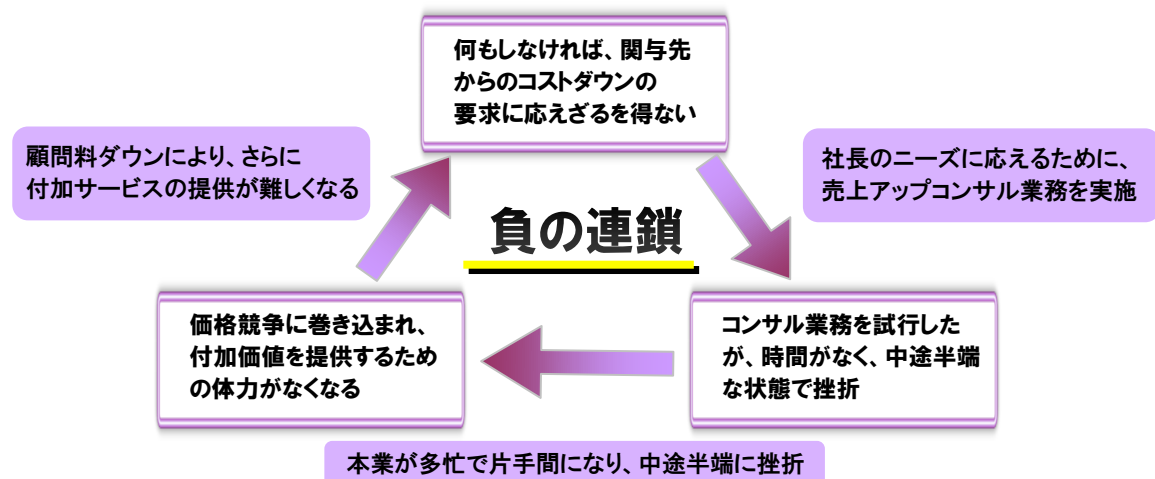 何もしなければ、関与先
からのコストダウンの
要求に応えざるを得ない
顧問料ダウンにより、さらに
付加サービスの提供が難しくなる
社長のニーズに応えるために、
売上アップコンサル業務を実施
負の連鎖
価格競争に巻き込まれ、
付加価値を提供するため
の体力がなくなる
コンサル業務を試行した
が、時間がなく、中途半端
な状態で挫折
本業が多忙で片手間になり、中途半端に挫折